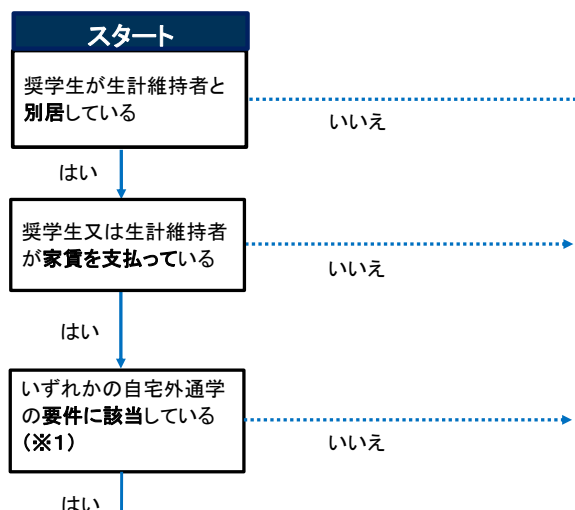 スタート
奨学生が生計維持者と
別居している
いいえ
はい
奨学生又は生計維持者
が家賃を支払っている
いいえ
はい
いずれかの自宅外通学
の要件に該当している
（※１）
いいえ
はい